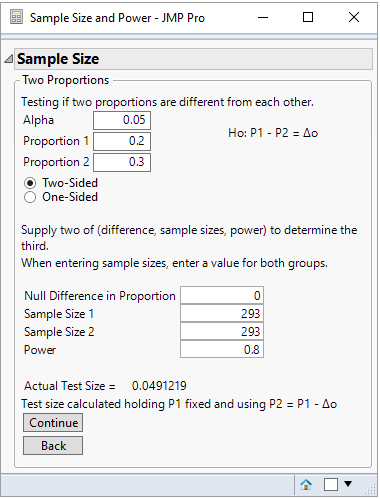 Sample Size and Power - JMP Pro
Sample Size
Two Proportions
Testing if two proportions are different from each other.
Alpha 0.05
Ho: P1 - P2 = Δo
Proportion 1 0.2
Proportion 2 0.3
Two-Sided
One-Sided
Supply two of (difference, sample sizes, power) to determine the
third.
When entering sample sizes, enter a value for both groups.
Null Difference in Proportion 0
Sample Size 1 293
Sample Size 2 293
Power 0.8
Actual Test Size = 0.0491219
Test size calculated holding P1 fixed and using P2 = P1 - Δo
Continue
Back